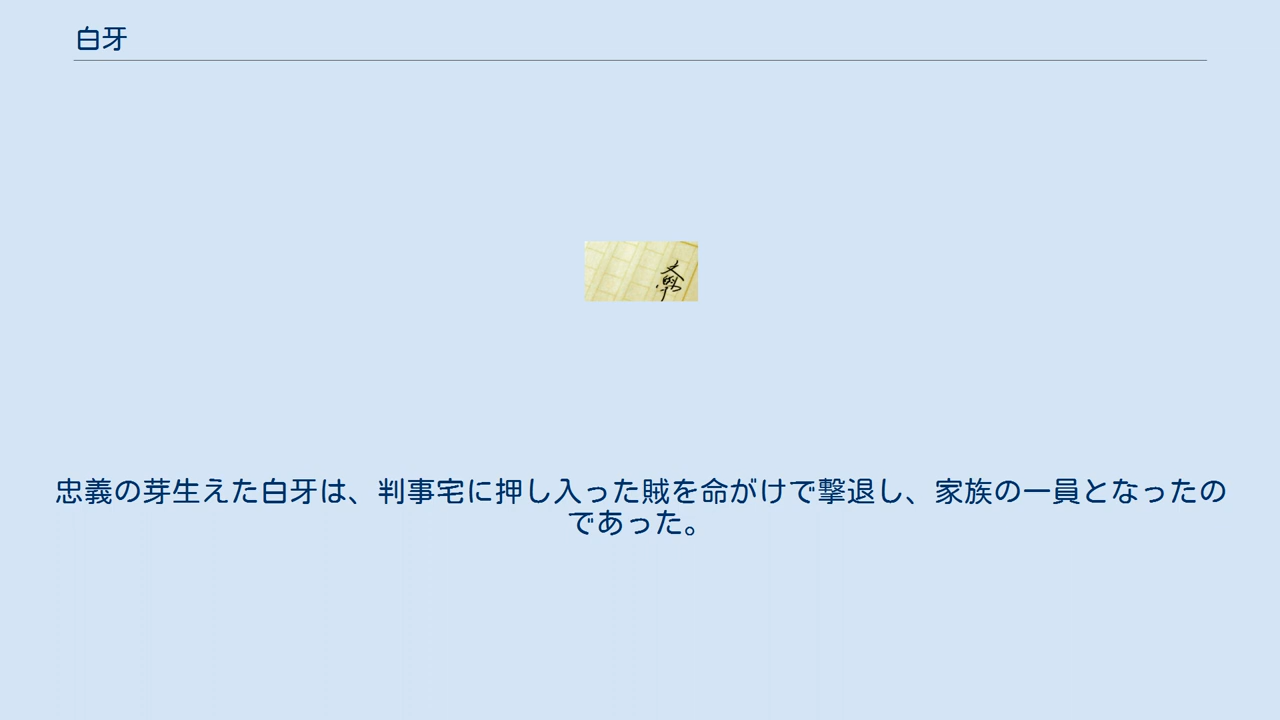 白牙
忠義の芽生えた白牙は、判事宅に押し入った賊を命がけで撃退し、家族の一員となったの
であった。